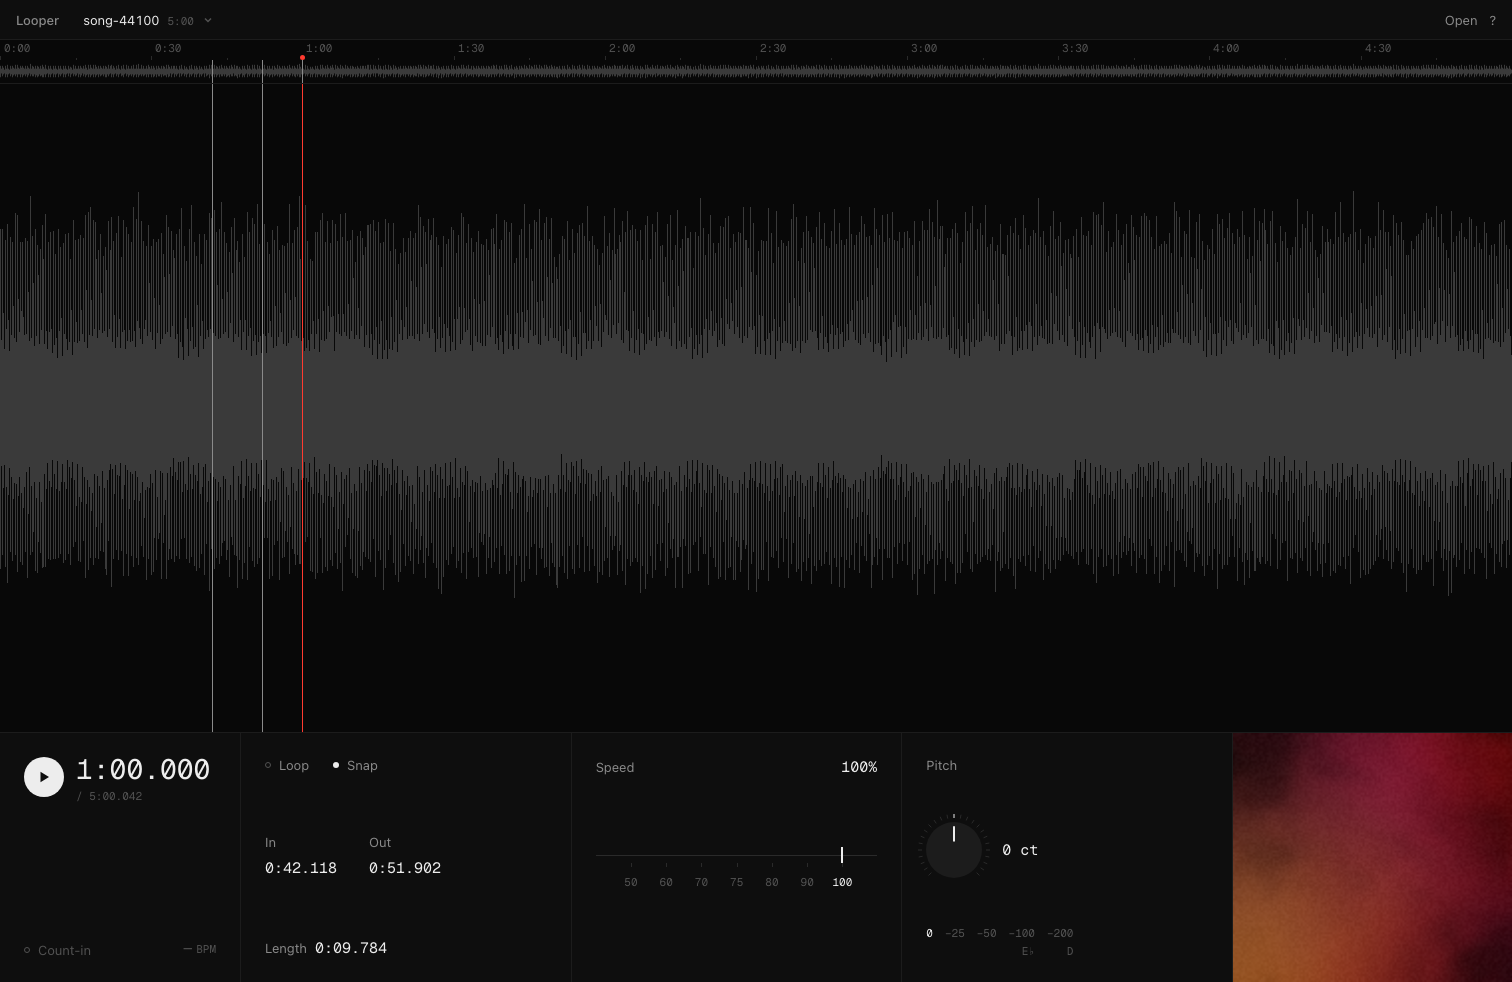 Looper song-44100 5:00 Open ?
0:00 0:30 1:00 1:30 2:00 2:30 3:00 3:30 4:00 4:30
1:00.000
/ 5:00.042
Count-in — BPM
Loop Snap
In Out
0:42.118 0:51.902
Length 0:09.784
Speed 100%
50 60 70 75 80 90 100
Pitch
0 ct
0 −25 −50 −100 −200
E♭ D